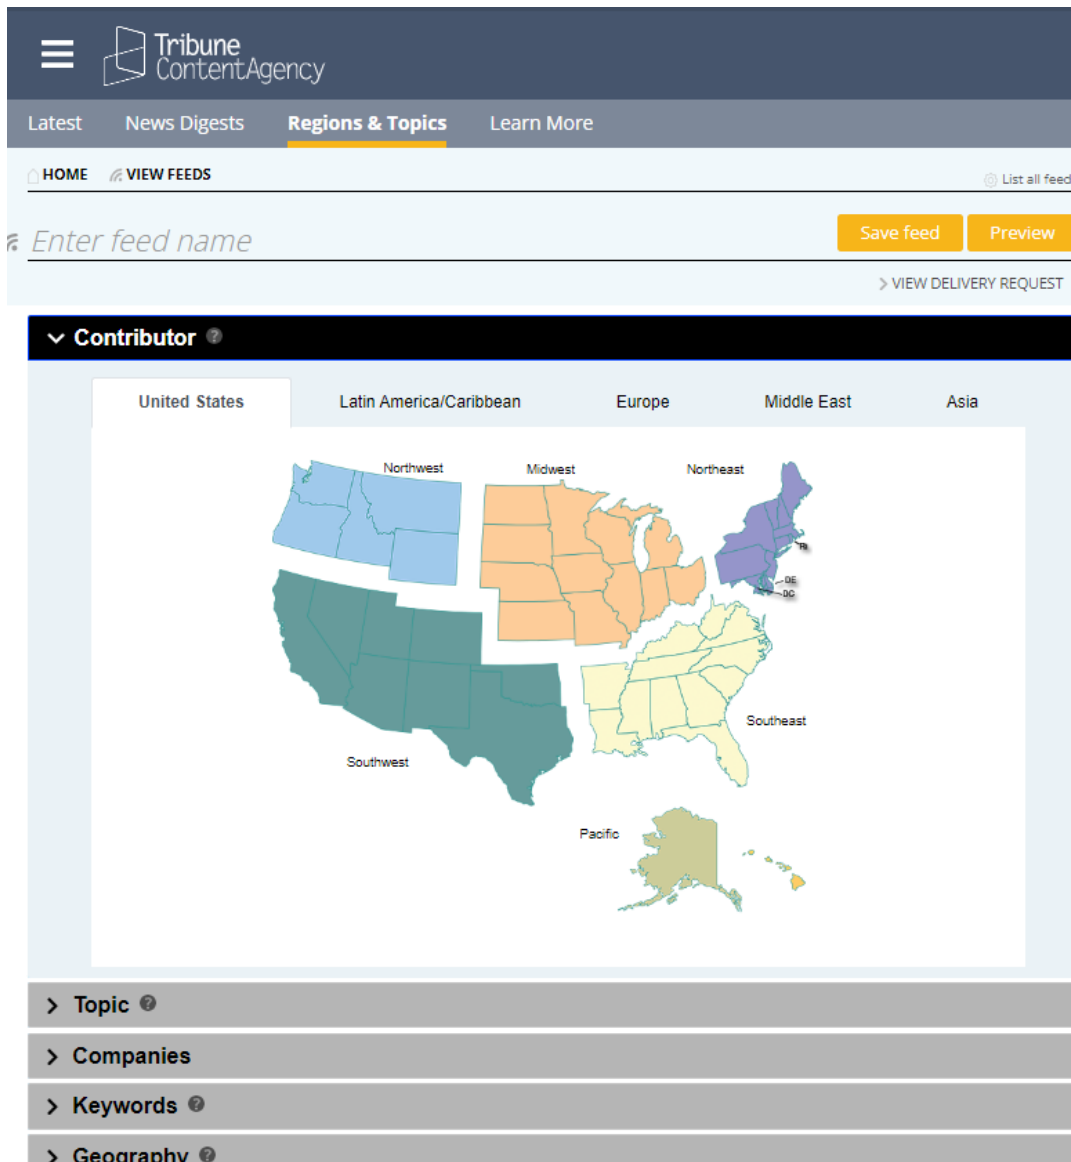 Tribune
ContentAgency
Latest News Digests Regions & Topics Learn More
HOME VIEW FEEDS List all feed
Enter feed name Save feed Preview
VIEW DELIVERY REQUEST
Contributor
United States Latin America/Caribbean Europe Middle East Asia
Northwest Midwest Northeast
RI
DE
DC
Southeast
Southwest
Pacific
Topic
Companies
Keywords
Geography